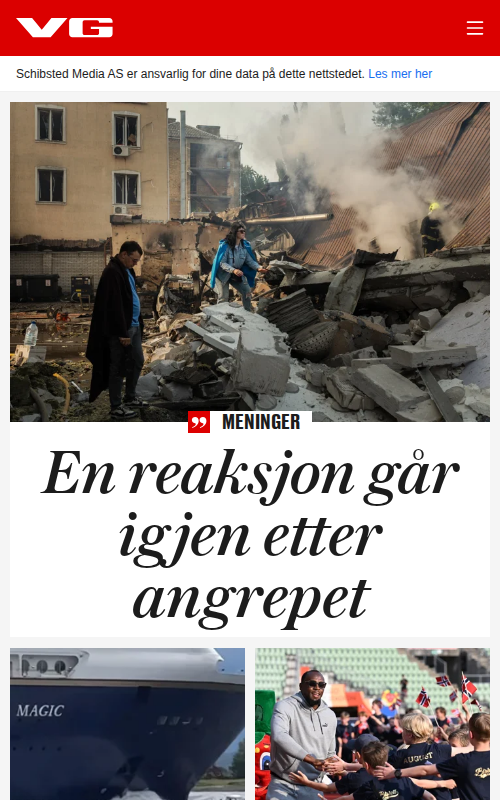 VG
Schibsted Media AS er ansvarlig for dine data på dette nettstedet. Les mer her
MENINGER
En reaksjon går
igjen etter
angrepet
MAGIC
AUGUST